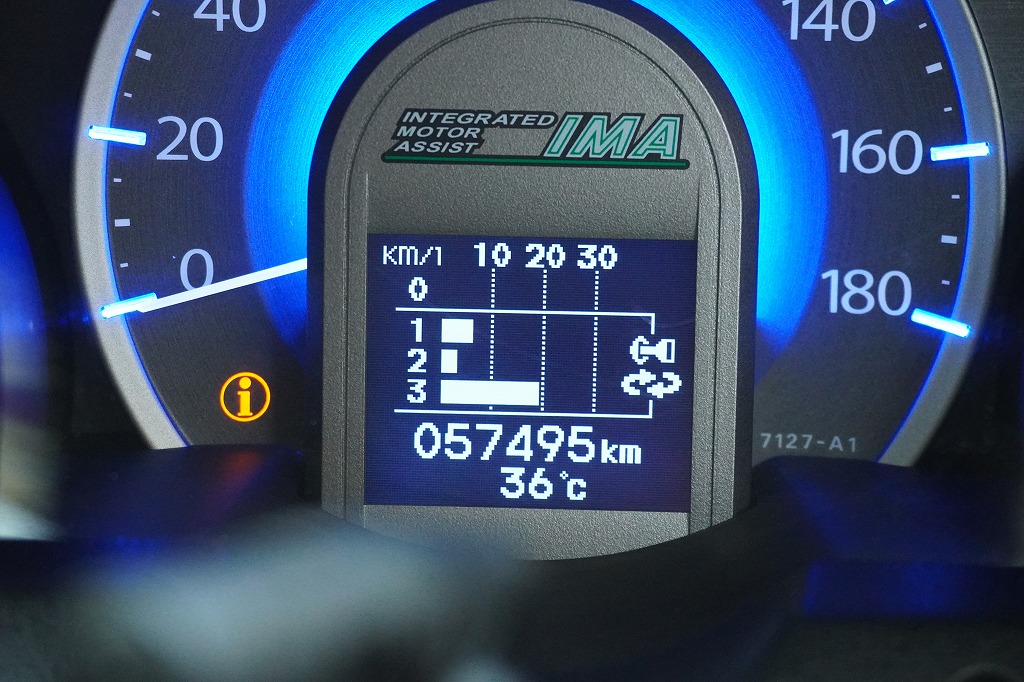 40
140
20
160
0
180
INTEGRATED
MOTOR
ASSIST
IMA
KM/l 10 20 30
0
1
2
3
057495km
36°C
i
7127-A1